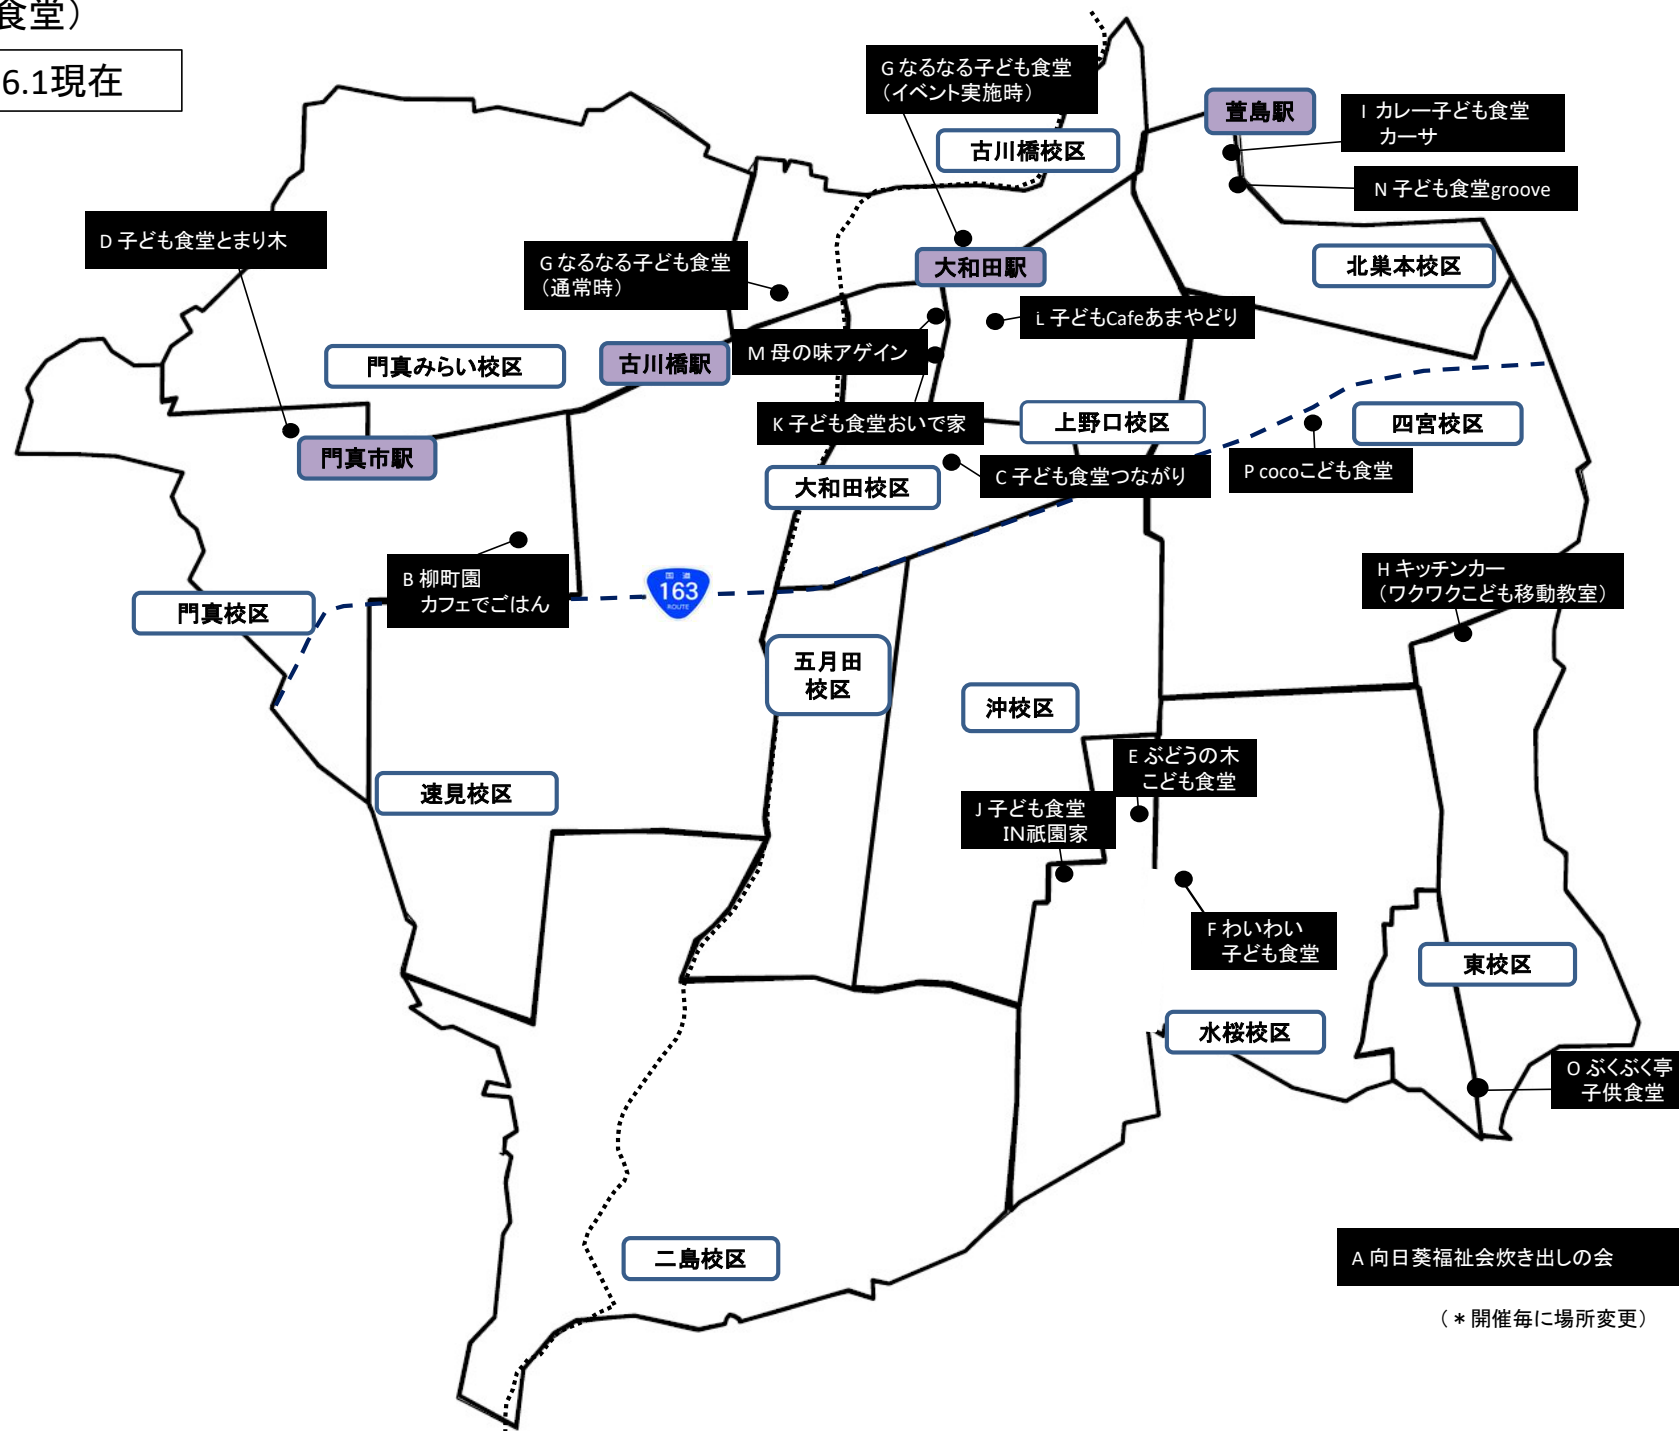 食堂）
6.1現在
G なるなる子ども食堂
（イベント実施時）
萱島駅
I カレー子ども食堂
カーサ
古川橋校区
N 子ども食堂groove
D 子ども食堂とまり木
G なるなる子ども食堂
（通常時）
大和田駅
北巣本校区
L 子どもCafeあまやどり
M 母の味アゲイン
門真みらい校区
古川橋駅
K 子ども食堂おいで家
上野口校区
四宮校区
門真市駅
C 子ども食堂つながり
P cocoこども食堂
大和田校区
B 柳町園
カフェでごはん
国道
163
ROUTE
H キッチンカー
（ワクワクこども移動教室）
門真校区
五月田
校区
沖校区
E ぶどうの木
こども食堂
速見校区
J 子ども食堂
IN祇園家
F わいわい
子ども食堂
東校区
水桜校区
O ぶくぶく亭
子供食堂
二島校区
A 向日葵福祉会炊き出しの会
（＊開催毎に場所変更）